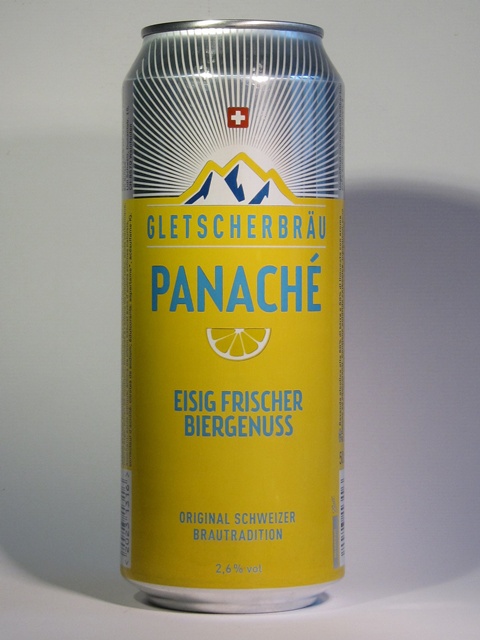 GLETSCHERBRÄU
PANACHÉ
EISIG FRISCHER
BIERGENUSS
ORIGINAL SCHWEIZER
BRAUTRADITION
2,6% vol.